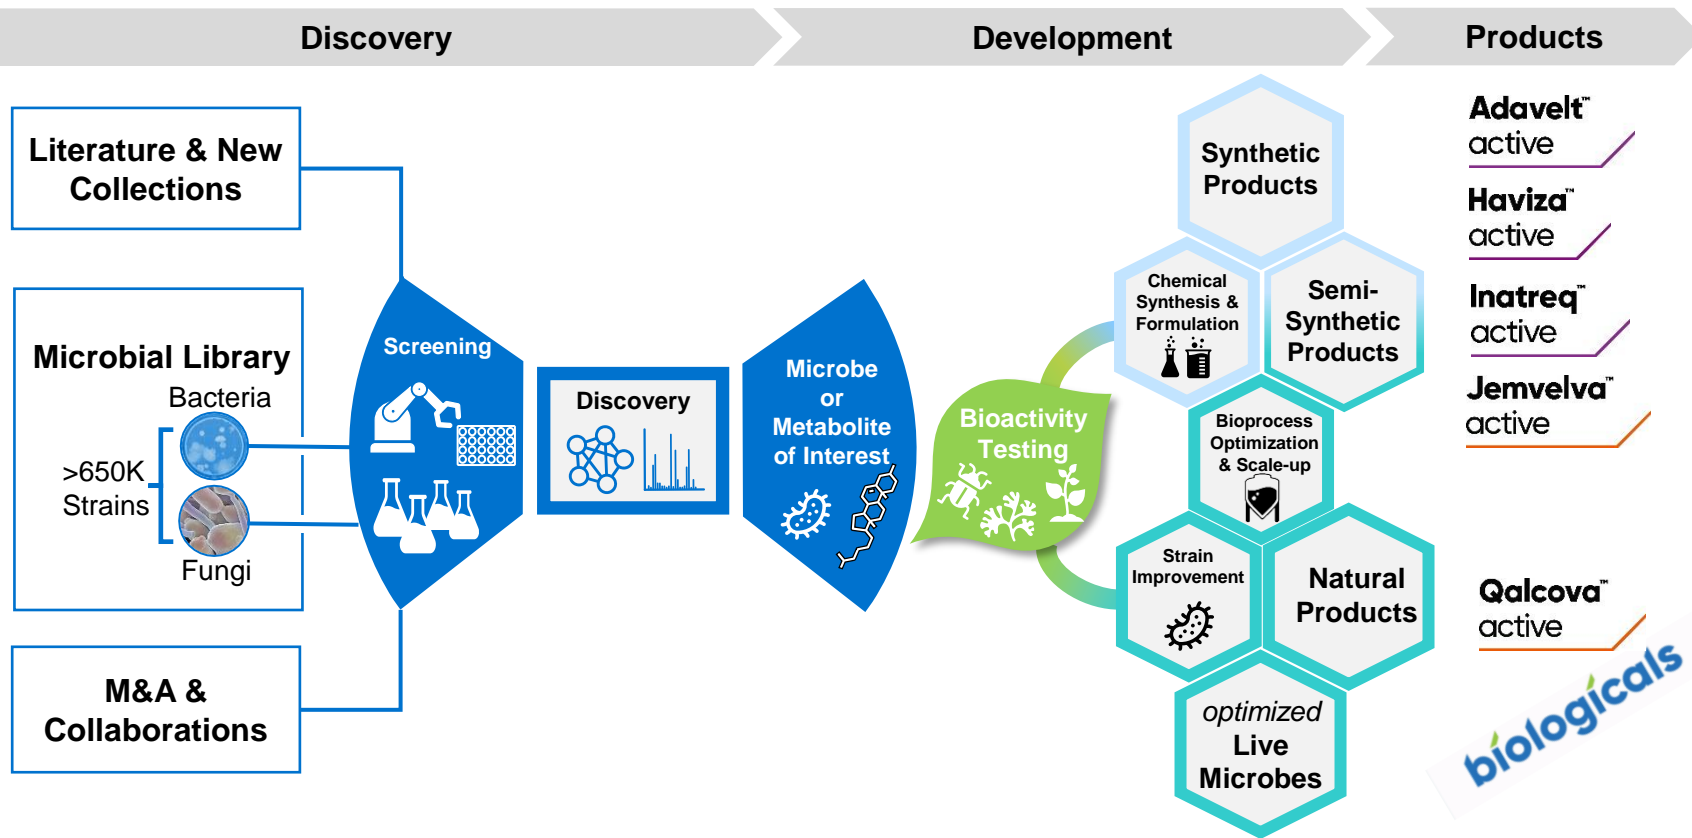 Discovery
Development
Products
Literature & New
Collections
Microbial Library
Bacteria
>650K
Strains
Fungi
M&A &
Collaborations
Screening
Discovery
Microbe
or
Metabolite
of Interest
Bioactivity
Testing
Synthetic
Products
Chemical
Synthesis &
Formulation
Semi-
Synthetic
Products
Bioprocess
Optimization
& Scale-up
Strain
Improvement
Natural
Products
optimized
Live
Microbes
Adavelt™
active
Haviza™
active
Inatreq™
active
Jemvelva™
active
Qalcova™
active
biologicals